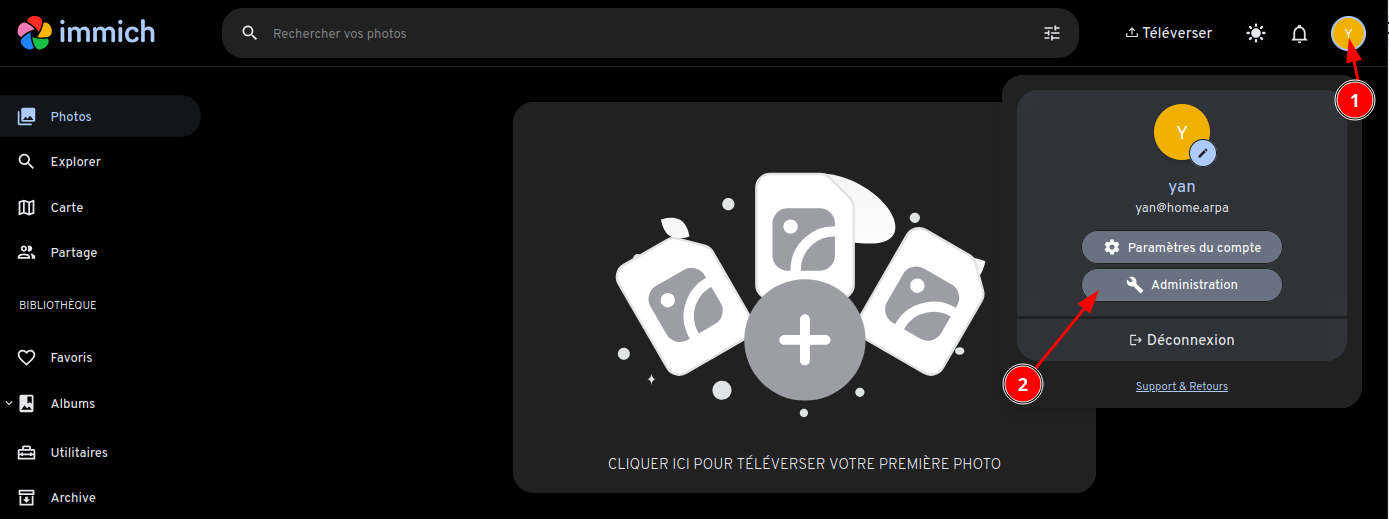 immich
Rechercher vos photos
Téléverser
Y
1
Photos
Explorer
Carte
Partage
BIBLIOTHÈQUE
Favoris
Albums
Utilitaires
Archive
CLIQUER ICI POUR TÉLÉVERSER VOTRE PREMIÈRE PHOTO
Y
yan
yan@home.arpa
Paramètres du compte
Administration
2
Déconnexion
Support & Retours